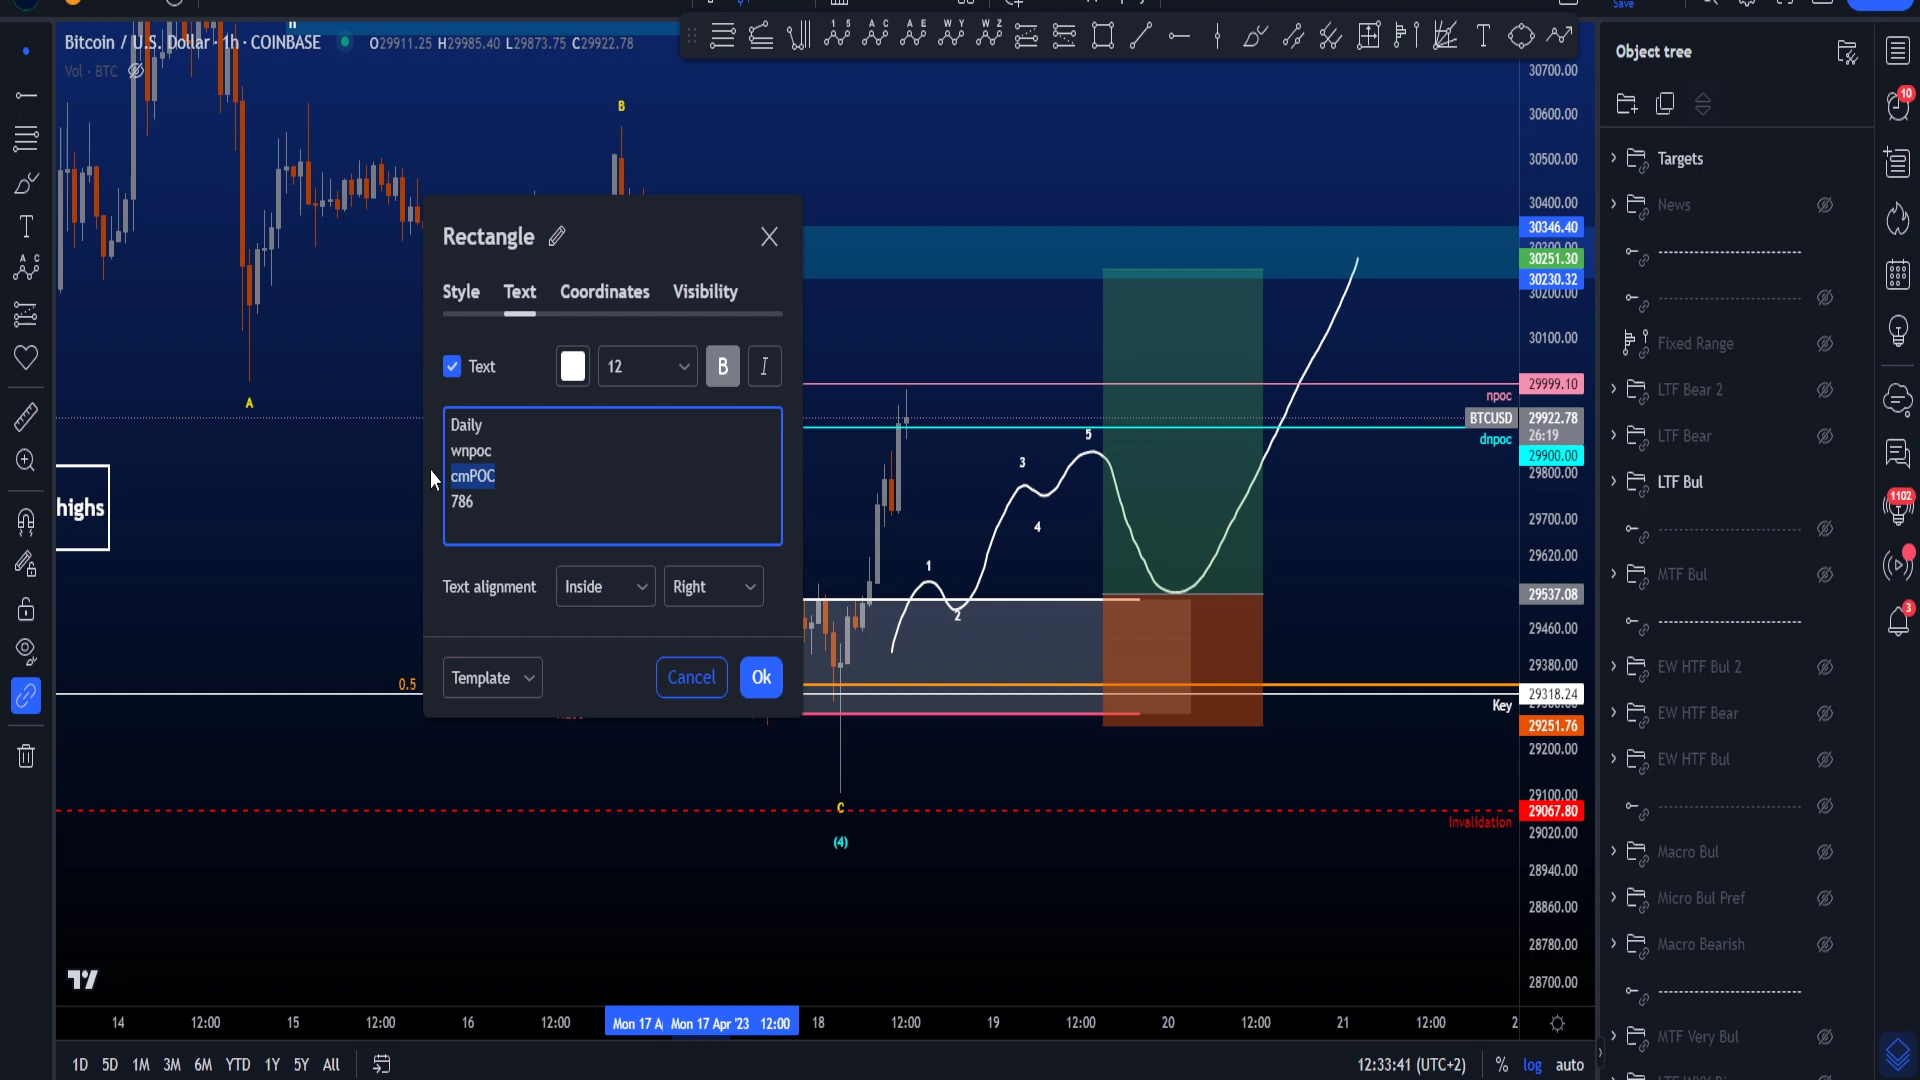 Save
Bitcoin / U.S. Dollar · 1h · COINBASE
O29911.25 H29985.40 L29873.75 C29922.78
Vol · BTC
1 5
A C
A E
W Y
W Z
Object tree
10
30700.00
30600.00
30500.00
30400.00
30346.40
30251.30
30230.32
30200.00
30100.00
29999.10
npoc
BTCUSD
29922.78
26:19
dnpoc
29900.00
29800.00
29700.00
29620.00
29537.08
29460.00
29380.00
29318.24
Key
29251.76
29200.00
29100.00
29067.80
Invalidation
29020.00
28940.00
28860.00
28780.00
28700.00
B
A
highs
0.5
1
2
3
4
5
C
(4)
Rectangle
Style
Text
Coordinates
Visibility
Text
12
B
I
Daily
wnpoc
cmPOC
786
Text alignment
Inside
Right
Template
Cancel
Ok
Targets
News
Fixed Range
LTF Bear 2
LTF Bear
LTF Bul
MTF Bul
EW HTF Bul 2
EW HTF Bear
EW HTF Bul
Macro Bul
Micro Bul Pref
Macro Bearish
MTF Very Bul
1102
3
14
12:00
15
12:00
16
12:00
Mon 17 A
Mon 17 Apr '23 12:00
18
12:00
19
12:00
20
12:00
21
12:00
2
1D
5D
1M
3M
6M
YTD
1Y
5Y
All
12:33:41 (UTC+2)
%
log
auto